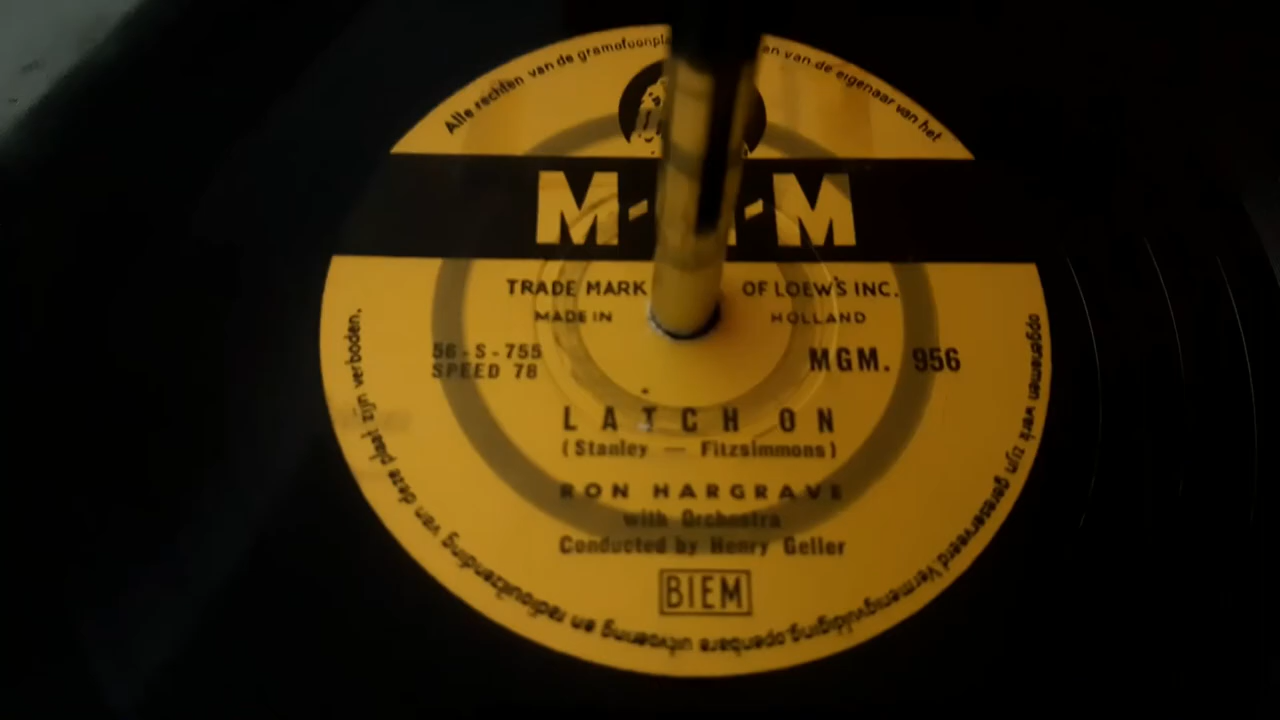 Alle rechten van de gramofoonpla
en van de eigenaar van het
opgenomen werk zijn gereserveerd Vermenigvuldiging, openbare uitvoering en radiouitzending van deze plaat zijn verboden.
M - - M
TRADE MARK OF LOEW'S INC.
MADE IN HOLLAND
56 - S - 755
SPEED 78
MGM. 956
LATCH ON
(Stanley — Fitzsimmons)
RON HARGRAVE
with Orchestra
Conducted by Henry Geller
BIEM